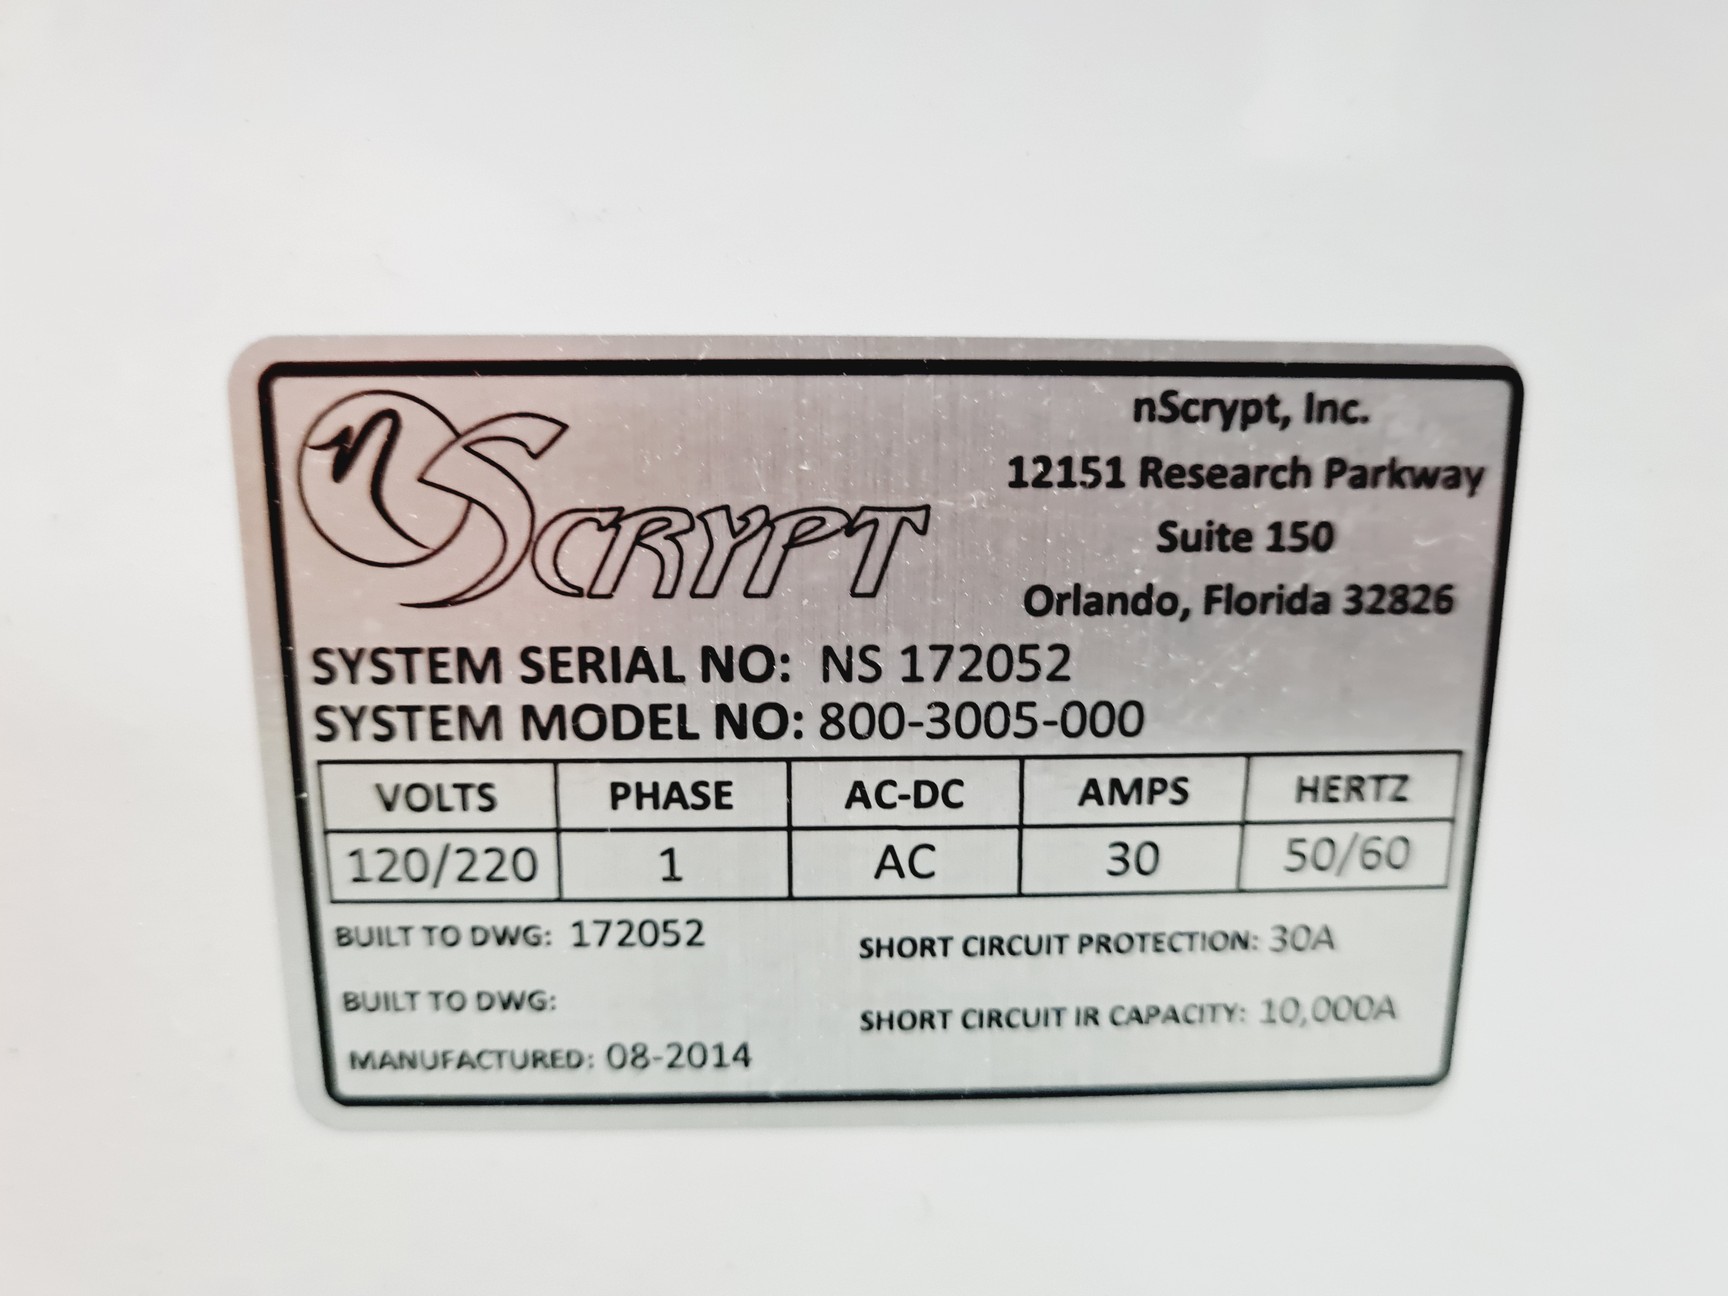 nSCRYPT
nScrypt, Inc.
12151 Research Parkway
Suite 150
Orlando, Florida 32826
SYSTEM SERIAL NO: NS 172052
SYSTEM MODEL NO: 800-3005-000
VOLTS PHASE AC-DC AMPS HERTZ
120/220 1 AC 30 50/60
BUILT TO DWG: 172052
SHORT CIRCUIT PROTECTION: 30A
BUILT TO DWG:
SHORT CIRCUIT IR CAPACITY: 10,000A
MANUFACTURED: 08-2014